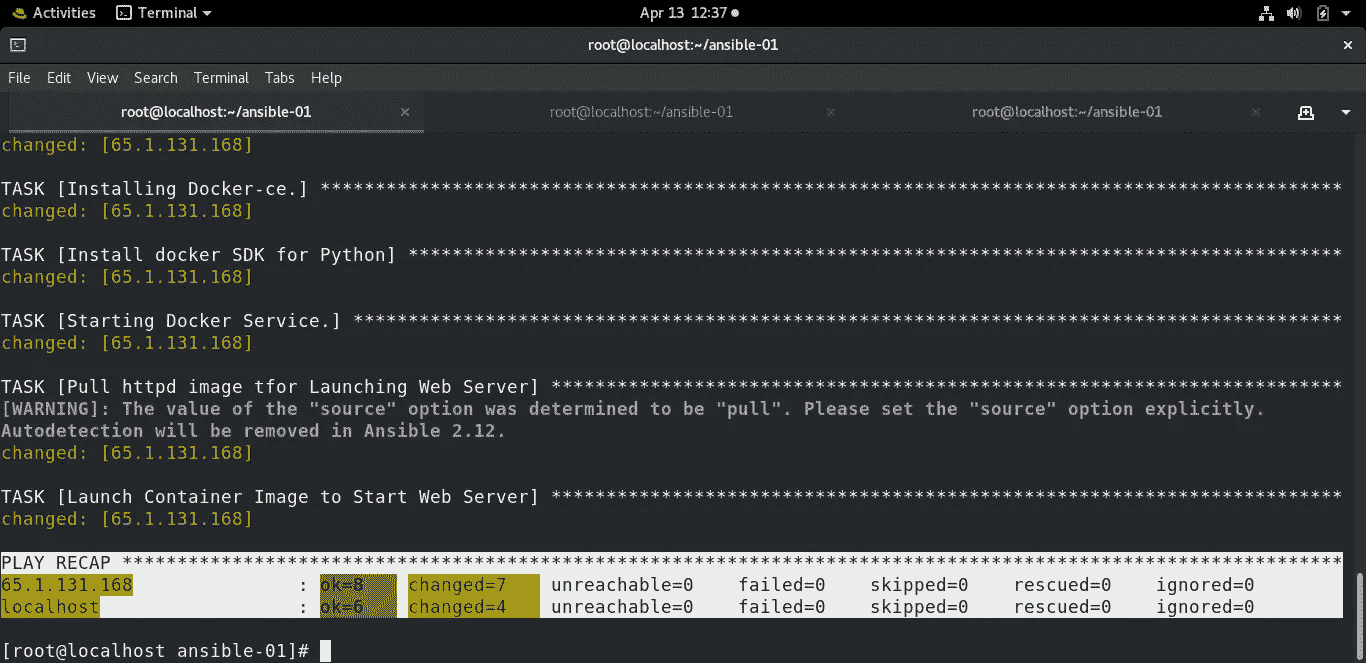 Activities Terminal Apr 13 12:37
root@localhost:~/ansible-01
File Edit View Search Terminal Tabs Help
root@localhost:~/ansible-01 root@localhost:~/ansible-01 root@localhost:~/ansible-01
changed: [65.1.131.168]
TASK [Installing Docker-ce.] *********************************************************************************************
changed: [65.1.131.168]
TASK [Install docker SDK for Python] *************************************************************************************
changed: [65.1.131.168]
TASK [Starting Docker Service.] ******************************************************************************************
changed: [65.1.131.168]
TASK [Pull httpd image tfor Launching Web Server] ************************************************************************
[WARNING]: The value of the "source" option was determined to be "pull". Please set the "source" option explicitly.
Autodetection will be removed in Ansible 2.12.
changed: [65.1.131.168]
TASK [Launch Container Image to Start Web Server] ************************************************************************
changed: [65.1.131.168]
PLAY RECAP ***************************************************************************************************************
65.1.131.168 : ok=8 changed=7 unreachable=0 failed=0 skipped=0 rescued=0 ignored=0
localhost : ok=6 changed=4 unreachable=0 failed=0 skipped=0 rescued=0 ignored=0
[root@localhost ansible-01]#